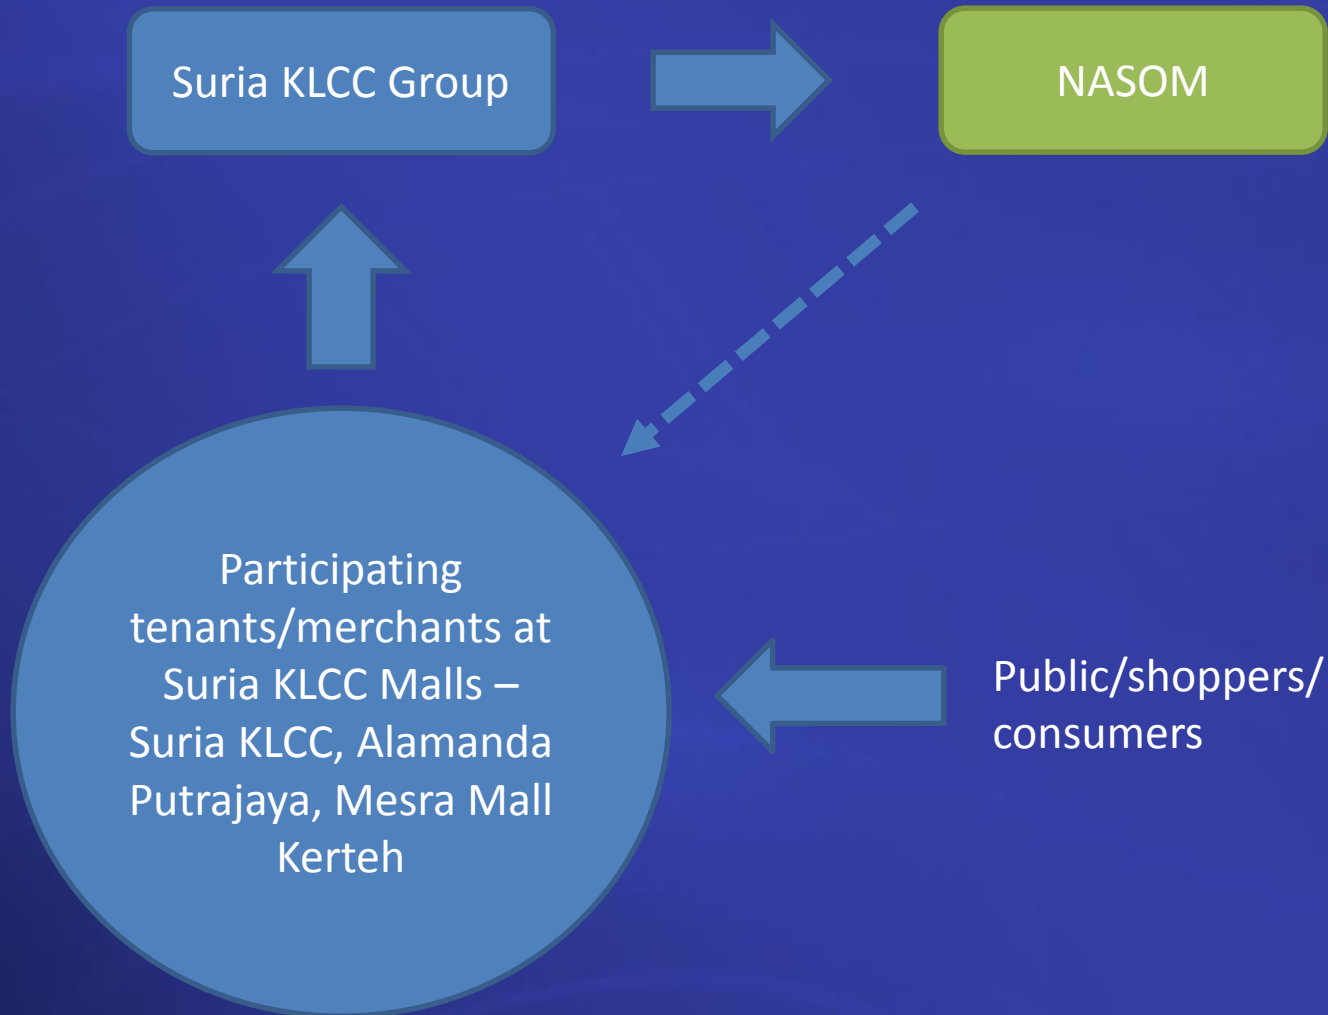 Suria KLCC Group
NASOM
Participating
tenants/merchants at
Suria KLCC Malls –
Suria KLCC, Alamanda
Putrajaya, Mesra Mall
Kerteh
Public/shoppers/
consumers